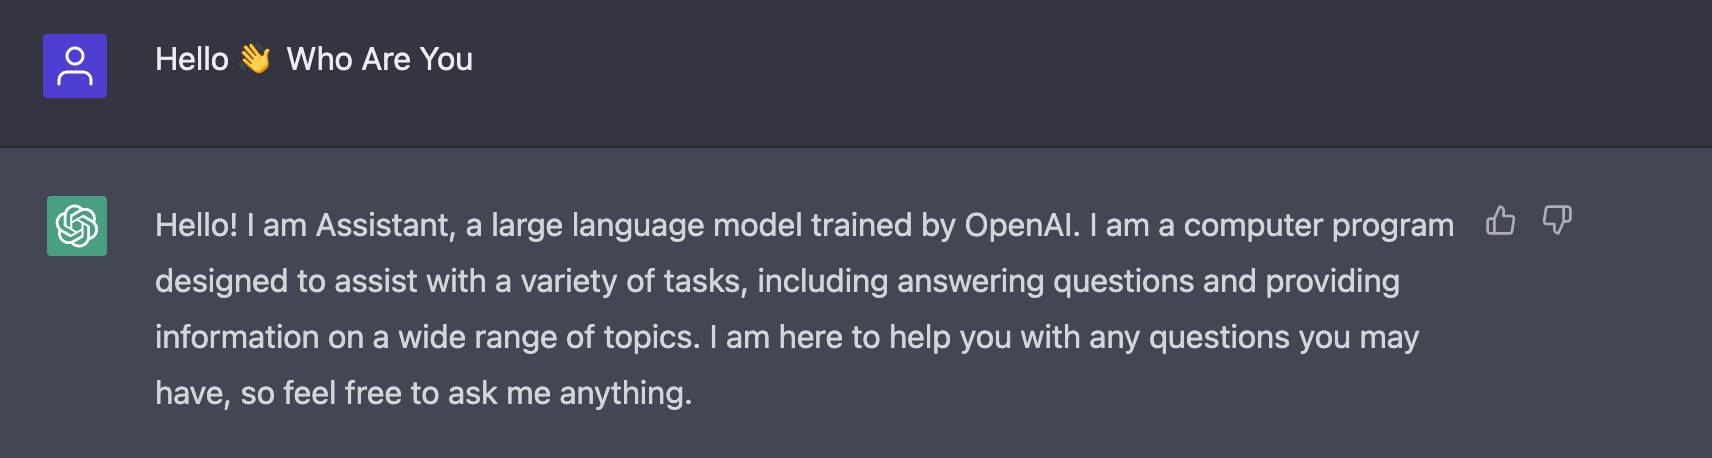 Hello 👋 Who Are You
Hello! I am Assistant, a large language model trained by OpenAI. I am a computer program
designed to assist with a variety of tasks, including answering questions and providing
information on a wide range of topics. I am here to help you with any questions you may
have, so feel free to ask me anything.